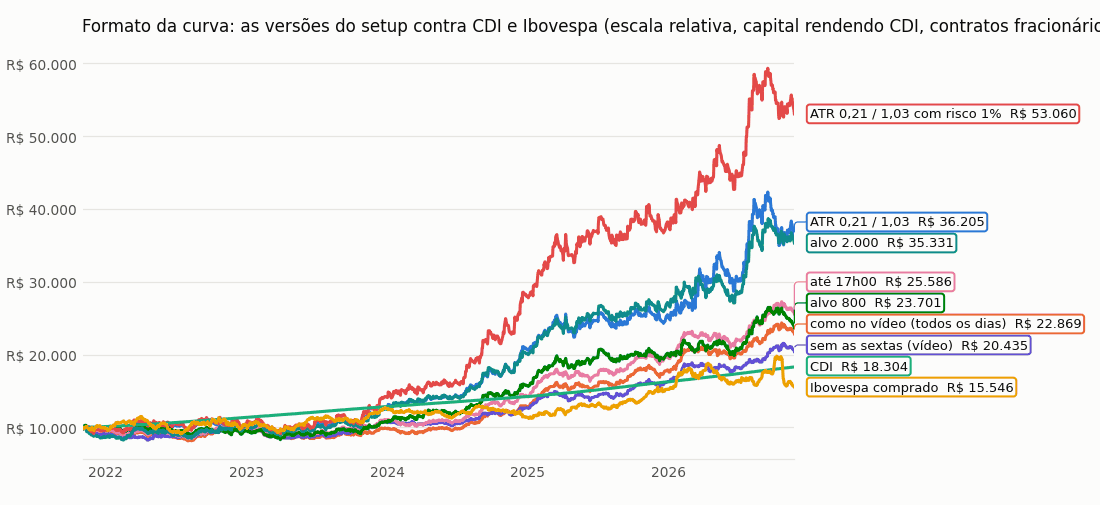 Formato da curva: as versões do setup contra CDI e Ibovespa (escala relativa, capital rendendo CDI, contratos fracionário
R$ 60.000
R$ 50.000
R$ 40.000
R$ 30.000
R$ 20.000
R$ 10.000
2022 2023 2024 2025 2026
ATR 0,21 / 1,03 com risco 1% R$ 53.060
ATR 0,21 / 1,03 R$ 36.205
alvo 2.000 R$ 35.331
até 17h00 R$ 25.586
alvo 800 R$ 23.701
como no vídeo (todos os dias) R$ 22.869
sem as sextas (vídeo) R$ 20.435
CDI R$ 18.304
Ibovespa comprado R$ 15.546